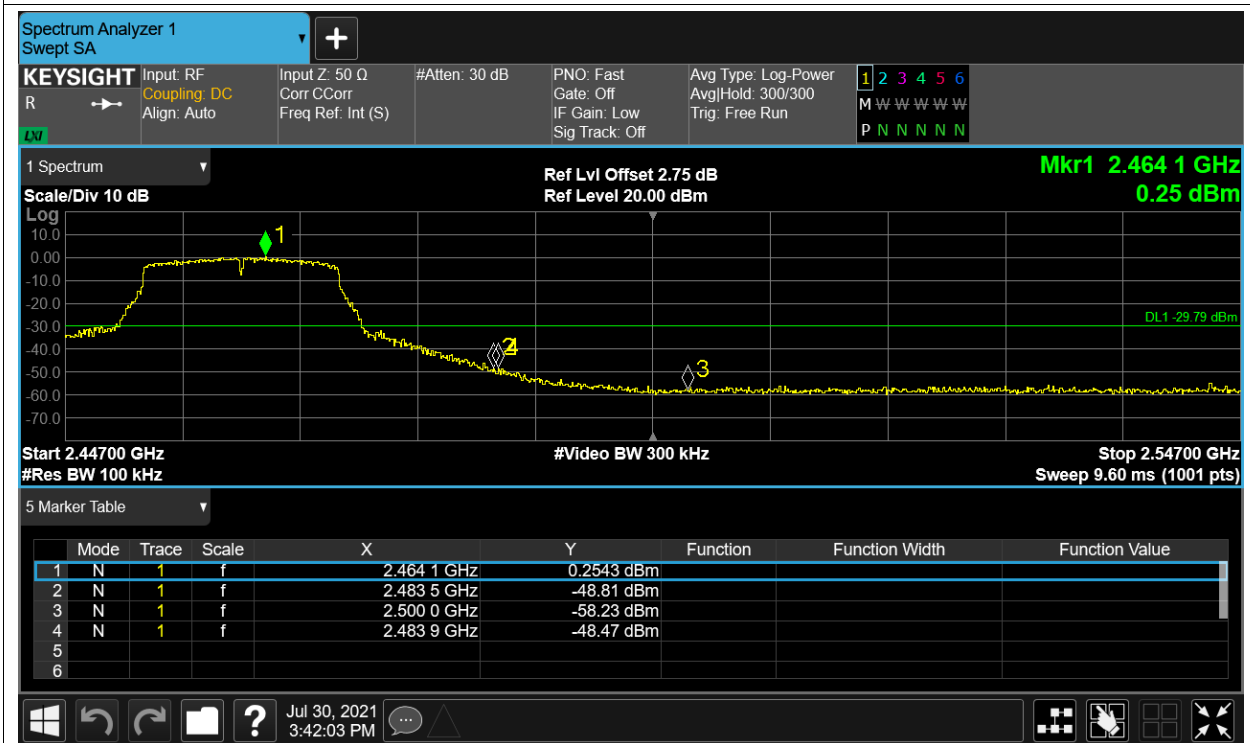 Spectrum Analyzer 1
Swept SA
+
KEYSIGHT Input: RF Input Z: 50 Ω #Atten: 30 dB PNO: Fast Avg Type: Log-Power 1 2 3 4 5 6
R Coupling: DC Corr CCorr Gate: Off Avg|Hold: 300/300 M W W W W W
Align: Auto Freq Ref: Int (S) IF Gain: Low Trig: Free Run
LXI Sig Track: Off P N N N N N
1 Spectrum Ref Lvl Offset 2.75 dB Mkr1 2.464 1 GHz
Scale/Div 10 dB Ref Level 20.00 dBm 0.25 dBm
Log
10.0 1
0.00
-10.0
-20.0
-30.0 DL1 -29.79 dBm
-40.0 2 4
-50.0 3
-60.0
-70.0
Start 2.44700 GHz #Video BW 300 kHz Stop 2.54700 GHz
#Res BW 100 kHz Sweep 9.60 ms (1001 pts)
5 Marker Table
Mode Trace Scale X Y Function Function Width Function Value
1 N 1 f 2.464 1 GHz 0.2543 dBm
2 N 1 f 2.483 5 GHz -48.81 dBm
3 N 1 f 2.500 0 GHz -58.23 dBm
4 N 1 f 2.483 9 GHz -48.47 dBm
5
6
? Jul 30, 2021
3:42:03 PM